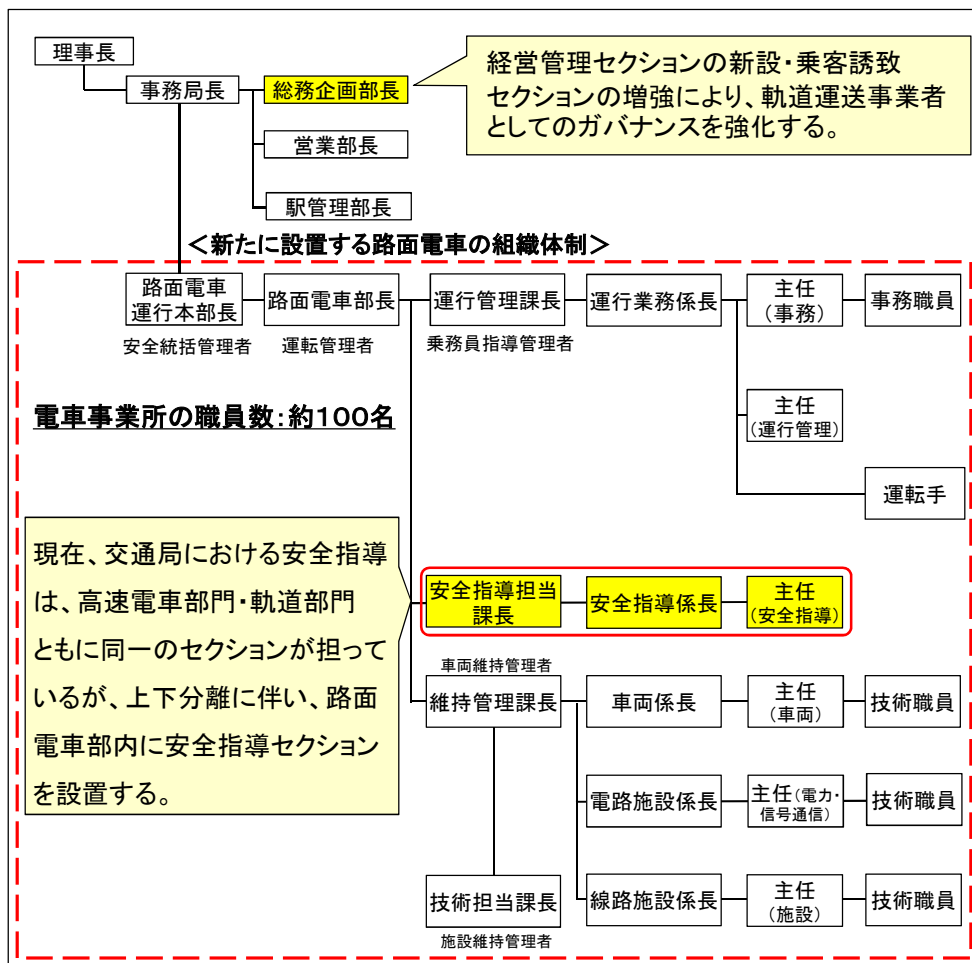 理事長
事務局長
総務企画部長
経営管理セクションの新設・乗客誘致
セクションの増強により、軌道運送事業者
としてのガバナンスを強化する。
営業部長
駅管理部長
＜新たに設置する路面電車の組織体制＞
路面電車
運行本部長
安全統括管理者
路面電車部長
運転管理者
運行管理課長
乗務員指導管理者
運行業務係長
主任
(事務)
事務職員
電車事業所の職員数：約１００名
主任
(運行管理)
運転手
現在、交通局における安全指導
は、高速電車部門・軌道部門
ともに同一のセクションが担って
いるが、上下分離に伴い、路面
電車部内に安全指導セクション
を設置する。
安全指導担当
課長
安全指導係長
主任
(安全指導)
車両維持管理者
維持管理課長
車両係長
主任
(車両)
技術職員
電路施設係長
主任(電力・
信号通信)
技術職員
技術担当課長
施設維持管理者
線路施設係長
主任
(施設)
技術職員